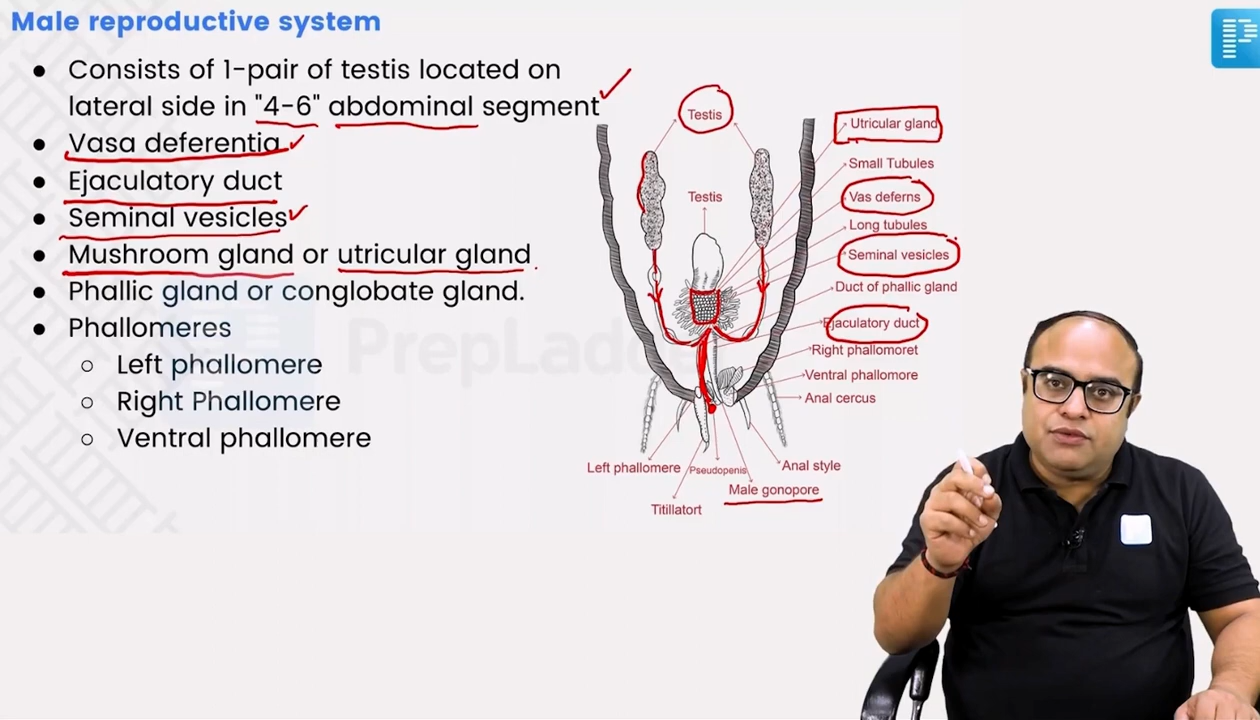 Male reproductive system
● Consists of 1-pair of testis located on
lateral side in "4-6" abdominal segment
● Vasa deferentia
● Ejaculatory duct
● Seminal vesicles
● Mushroom gland or utricular gland
● Phallic gland or conglobate gland.
● Phallomeres
○ Left phallomere
○ Right Phallomere
○ Ventral phallomere
Testis
Testis
Utricular gland
Small Tubules
Vas deferns
Long tubules
Seminal vesicles
Duct of phallic gland
Ejaculatory duct
Right phallomoret
Ventral phallomore
Anal cercus
Left phallomere
Pseudopenis
Anal style
Male gonopore
Titillatort